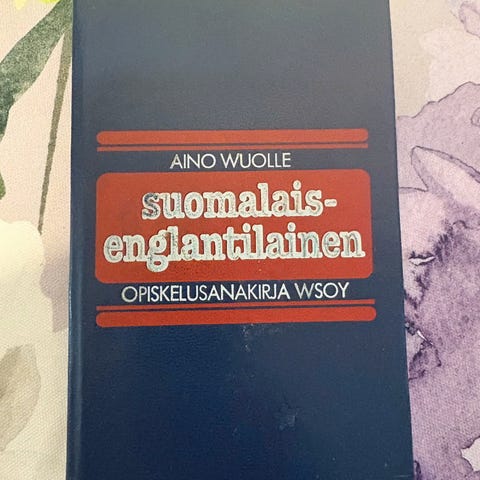 AINO WUOLLE
suomalais-
englantilainen
OPISKELUSANAKIRJA WSOY